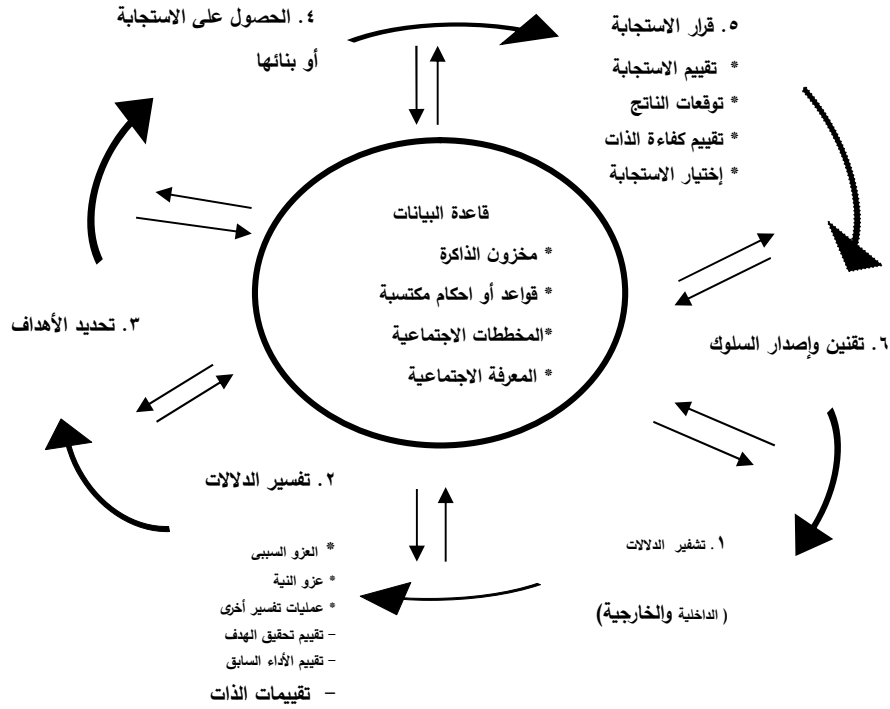 ٤. الحصول على الاستجابة
أو بنائها
٥. قرار الاستجابة
* تقييم الاستجابة
* توقعات الناتج
* تقييم كفاءة الذات
* إختيار الاستجابة
قاعدة البيانات
* مخزون الذاكرة
* قواعد أو احكام مكتسبة
*المخططات الاجتماعية
* المعرفة الاجتماعية
٣. تحديد الأهداف
٦. تقنين وإصدار السلوك
٢. تفسير الدلالات
* العزو السببى
* عزو النية
* عمليات تفسير أخرى
– تقييم تحقيق الهدف
– تقييم الأداء السابق
– تقييمات الذات
١. تشفير الدلالات
(الداخلية والخارجية)